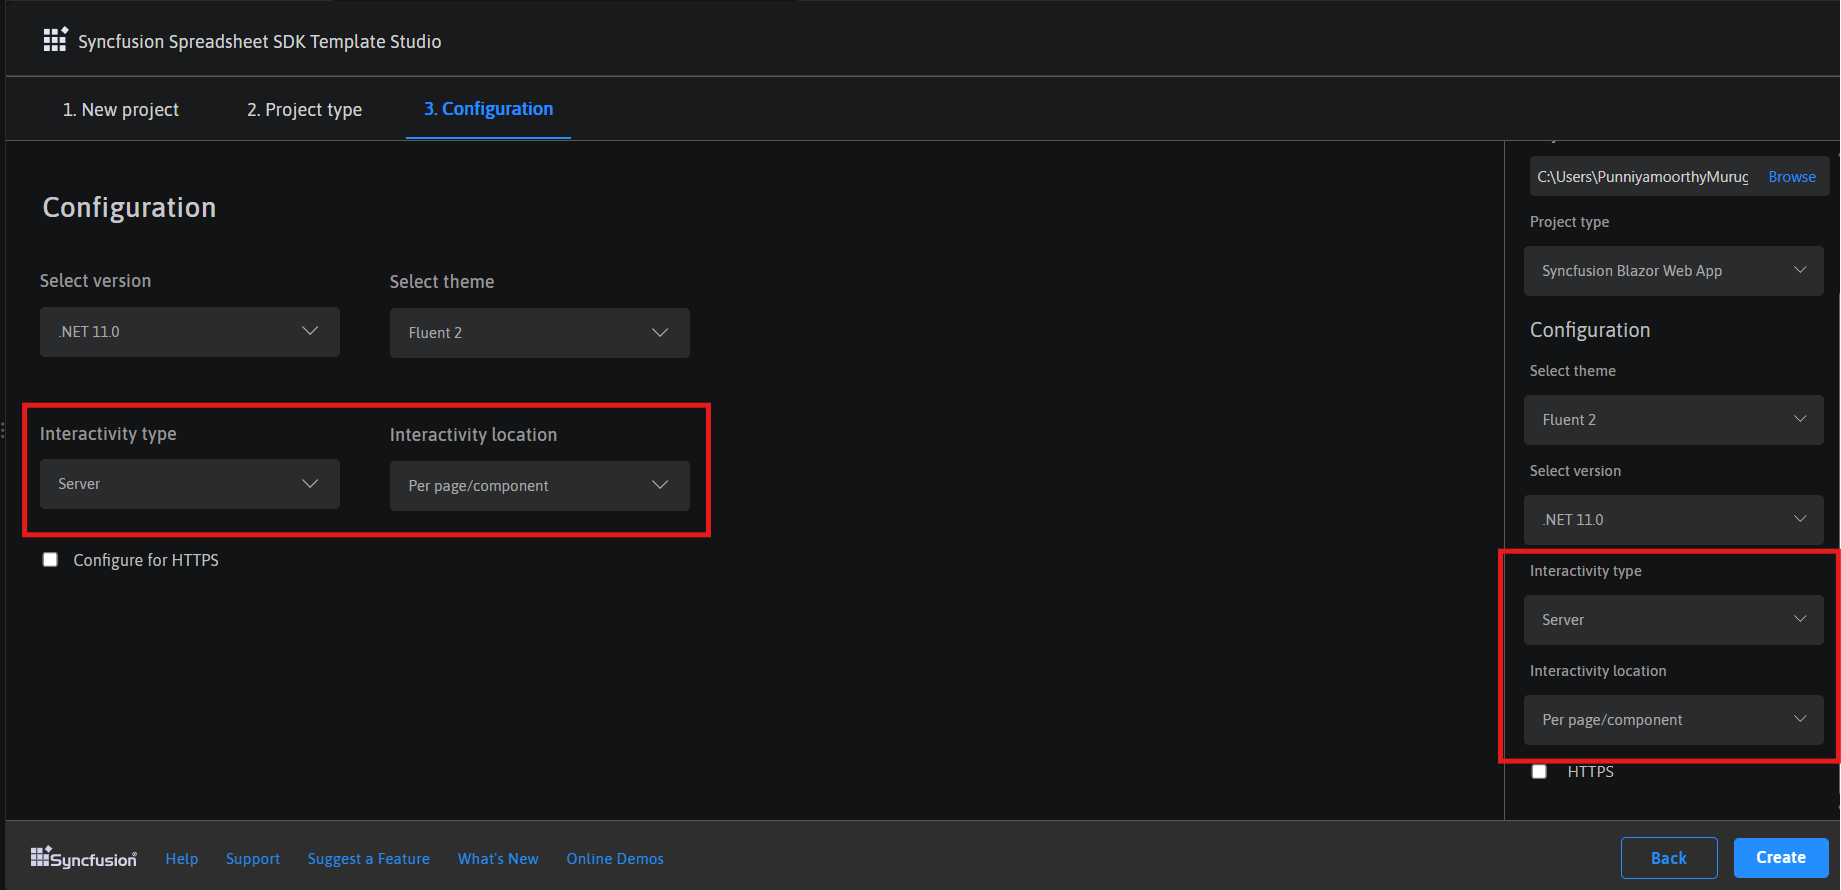 Syncfusion Spreadsheet SDK Template Studio
1. New project
2. Project type
3. Configuration
Configuration
Select version
Select theme
.NET 11.0
Fluent 2
Interactivity type
Interactivity location
Server
Per page/component
Configure for HTTPS
C:\Users\PunniyamoorthyMurug
Browse
Project type
Syncfusion Blazor Web App
Configuration
Select theme
Fluent 2
Select version
.NET 11.0
Interactivity type
Server
Interactivity location
Per page/component
HTTPS
Syncfusion®
Help
Support
Suggest a Feature
What's New
Online Demos
Back
Create